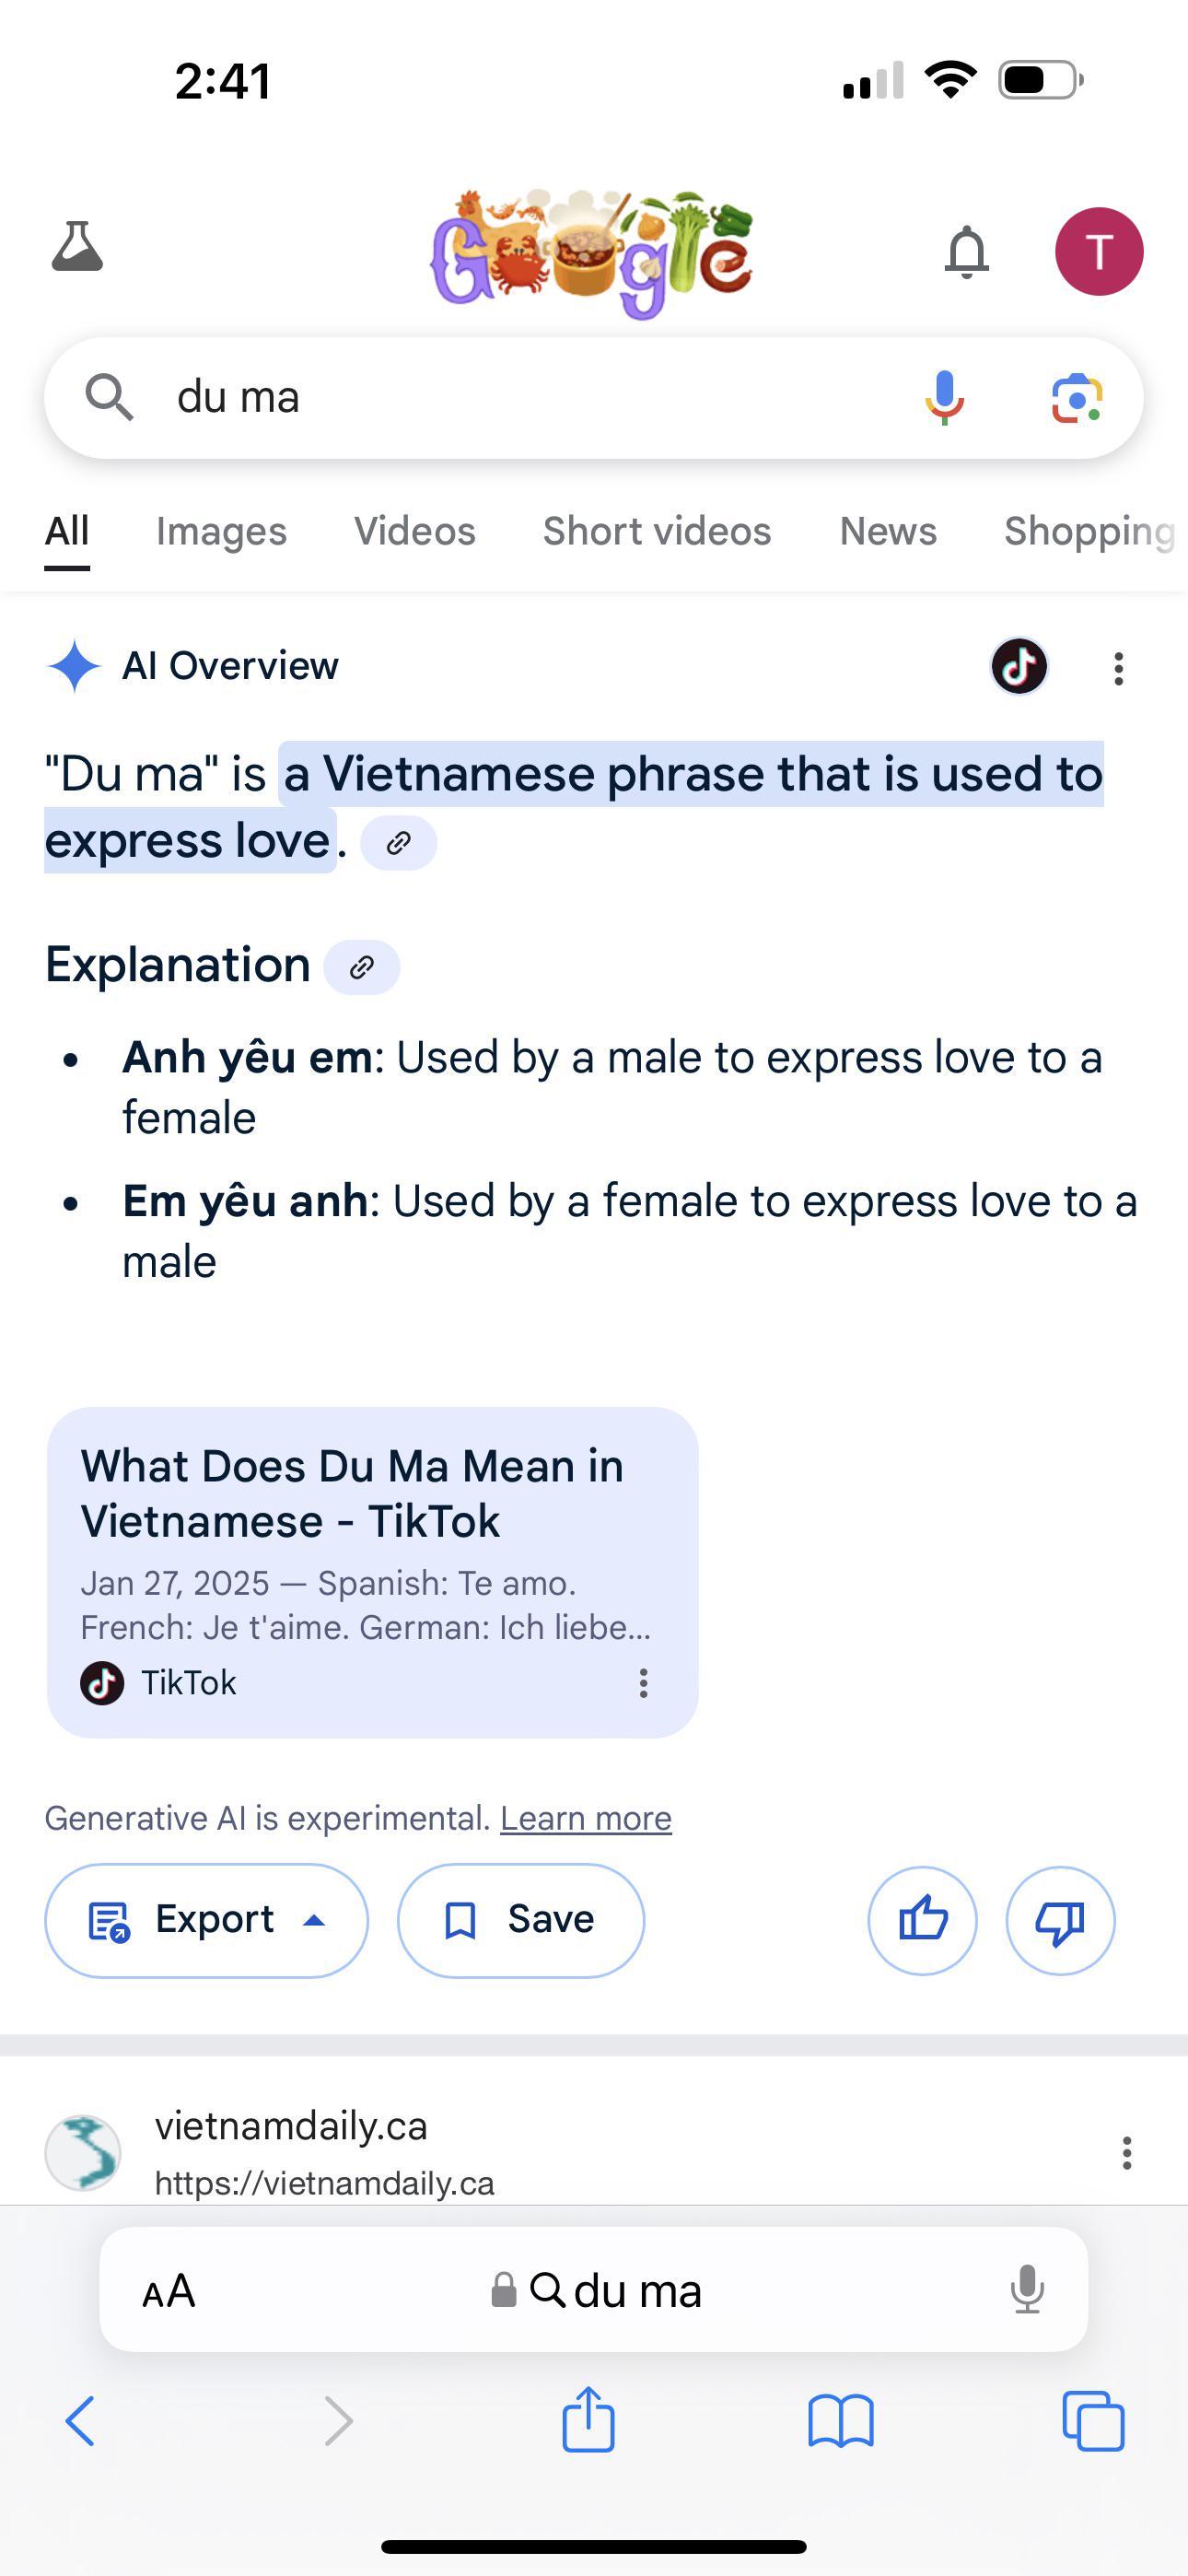 2:41
Google
T
du ma
All Images Videos Short videos News Shopping
AI Overview
"Du ma" is a Vietnamese phrase that is used to
express love.
Explanation
• Anh yêu em: Used by a male to express love to a
female
• Em yêu anh: Used by a female to express love to a
male
What Does Du Ma Mean in
Vietnamese - TikTok
Jan 27, 2025 — Spanish: Te amo.
French: Je t'aime. German: Ich liebe...
TikTok
Generative AI is experimental. Learn more
Export Save
vietnamdaily.ca
https://vietnamdaily.ca
AA du ma